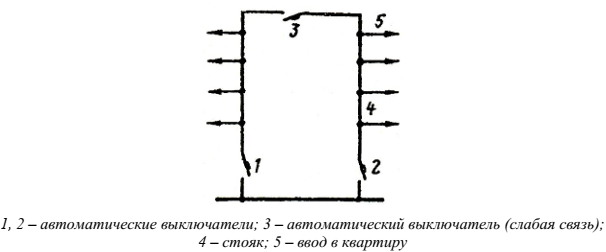 3
5
4
1
2
1, 2 – автоматические выключатели; 3 – автоматический выключатель (слабая связь);
4 – стояк; 5 – ввод в квартиру